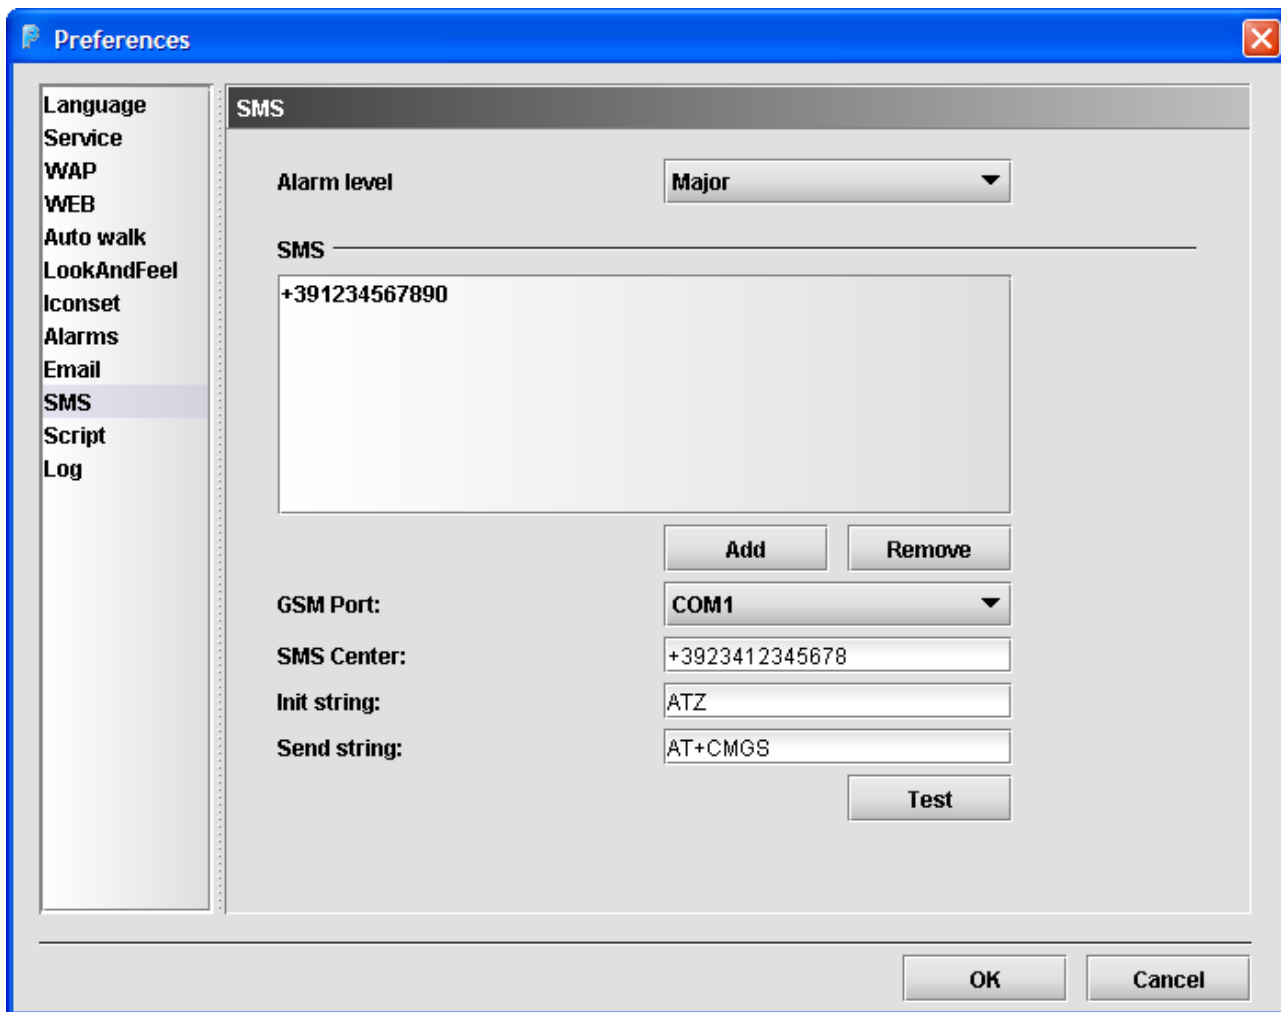 Preferences
Language
Service
WAP
WEB
Auto walk
LookAndFeel
Iconset
Alarms
Email
SMS
Script
Log
SMS
Alarm level
Major
SMS
+391234567890
Add
Remove
GSM Port:
COM1
SMS Center:
+3923412345678
Init string:
ATZ
Send string:
AT+CMGS
Test
OK
Cancel